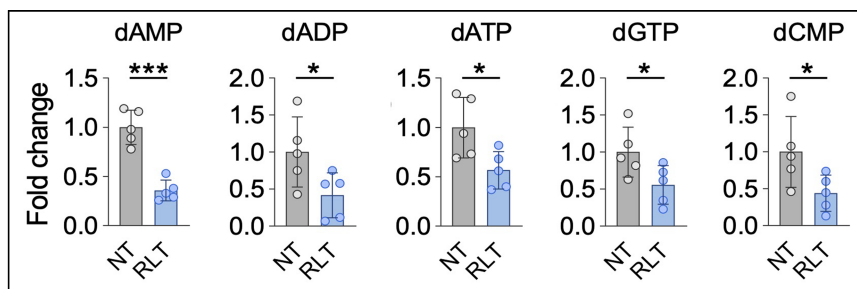 dAMP dADP dATP dGTP dCMP
*** * * * *
Fold change
1.5 2.0 1.5 2.0 2.0
1.0 1.5 1.0 1.5 1.5
0.5 1.0 0.5 1.0 1.0
0.0 0.5 0.0 0.5 0.5
0.0 0.0 0.0
NT RLT NT RLT NT RLT NT RLT NT RLT